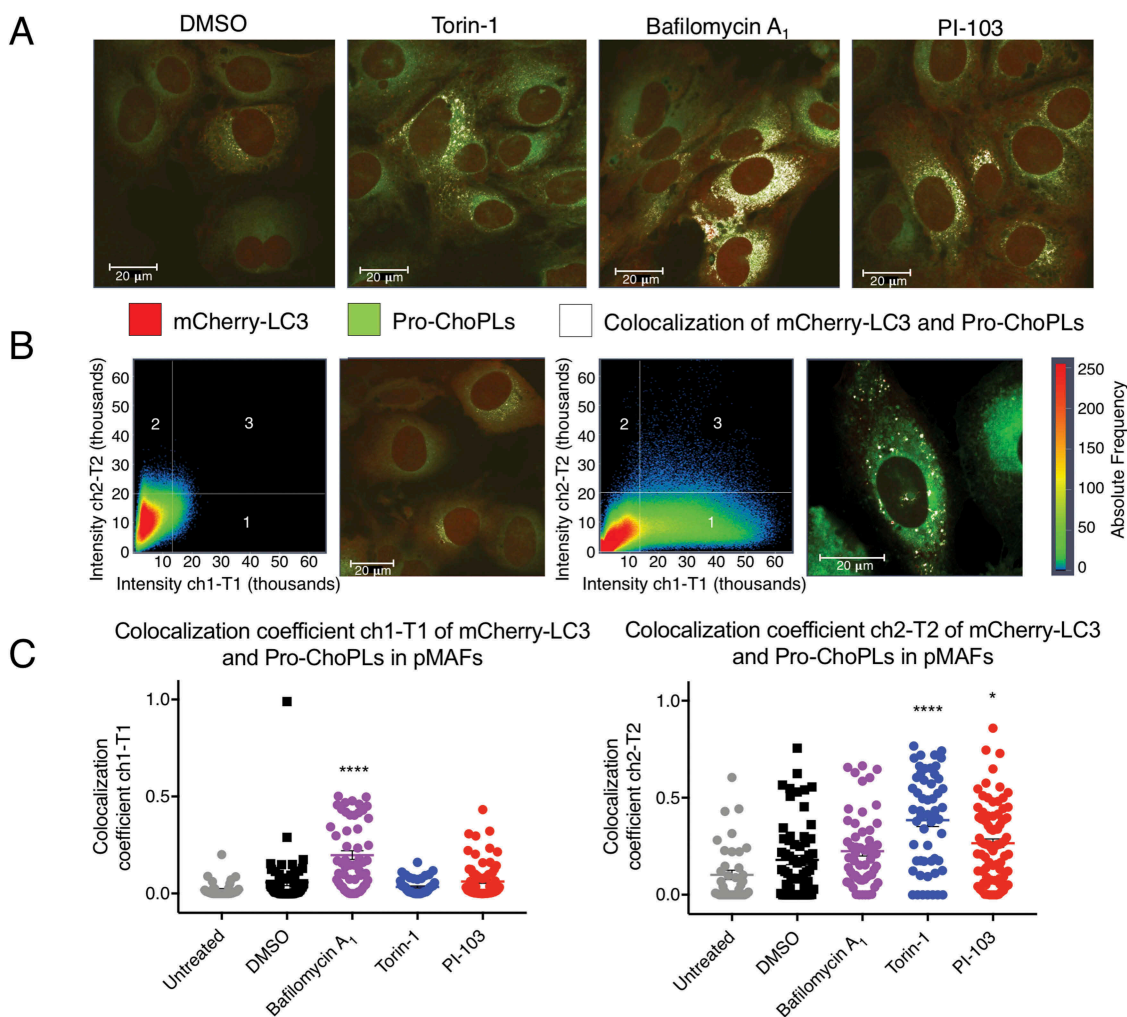 A
DMSO
Torin-1
Bafilomycin A₁
PI-103
20 µm
20 µm
20 µm
20 µm
mCherry-LC3
Pro-ChoPLs
Colocalization of mCherry-LC3 and Pro-ChoPLs
B
Intensity ch2-T2 (thousands)
60
50
40
30
20
10
0
2
3
1
10 20 30 40 50 60
Intensity ch1-T1 (thousands)
20 µm
Intensity ch2-T2 (thousands)
60
50
40
30
20
10
0
2
3
1
10 20 30 40 50 60
Intensity ch1-T1 (thousands)
20 µm
250
200
150
100
50
0
Absolute Frequency
C
Colocalization coefficient ch1-T1 of mCherry-LC3
and Pro-ChoPLs in pMAFs
Colocalization
coefficient ch1-T1
1.0
0.5
0.0
****
Untreated
DMSO
Bafilomycin A₁
Torin-1
PI-103
Colocalization coefficient ch2-T2 of mCherry-LC3
and Pro-ChoPLs in pMAFs
Colocalization
coefficient ch2-T2
1.0
0.5
0.0
****
*
Untreated
DMSO
Bafilomycin A₁
Torin-1
PI-103